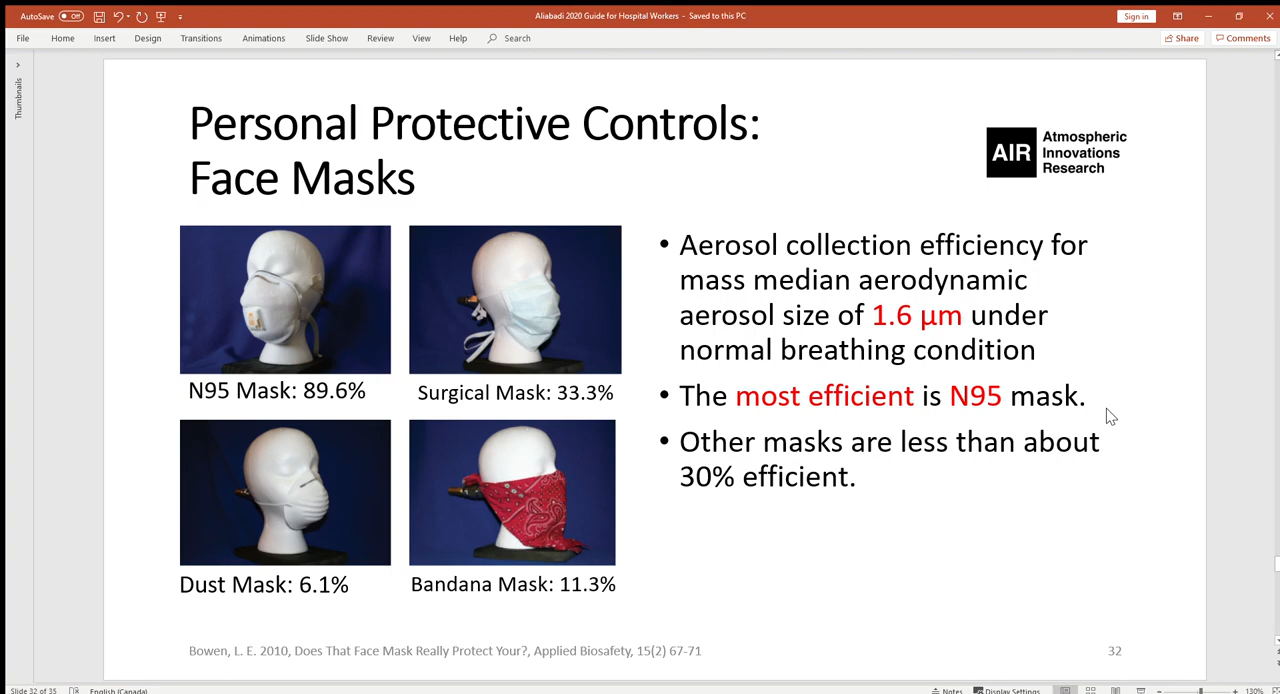 AutoSave Off
Aliabadi 2020 Guide for Hospital Workers - Saved to this PC
Sign in
File Home Insert Design Transitions Animations Slide Show Review View Help Search
Share Comments
Thumbnails
Personal Protective Controls:
Face Masks
AIR
Atmospheric
Innovations
Research
N95 Mask: 89.6%
Surgical Mask: 33.3%
Dust Mask: 6.1%
Bandana Mask: 11.3%
• Aerosol collection efficiency for
mass median aerodynamic
aerosol size of 1.6 µm under
normal breathing condition
• The most efficient is N95 mask.
• Other masks are less than about
30% efficient.
Bowen, L. E. 2010, Does That Face Mask Really Protect Your?, Applied Biosafety, 15(2) 67-71
32
Slide 32 of 35 English (Canada) Notes Display Settings 130%